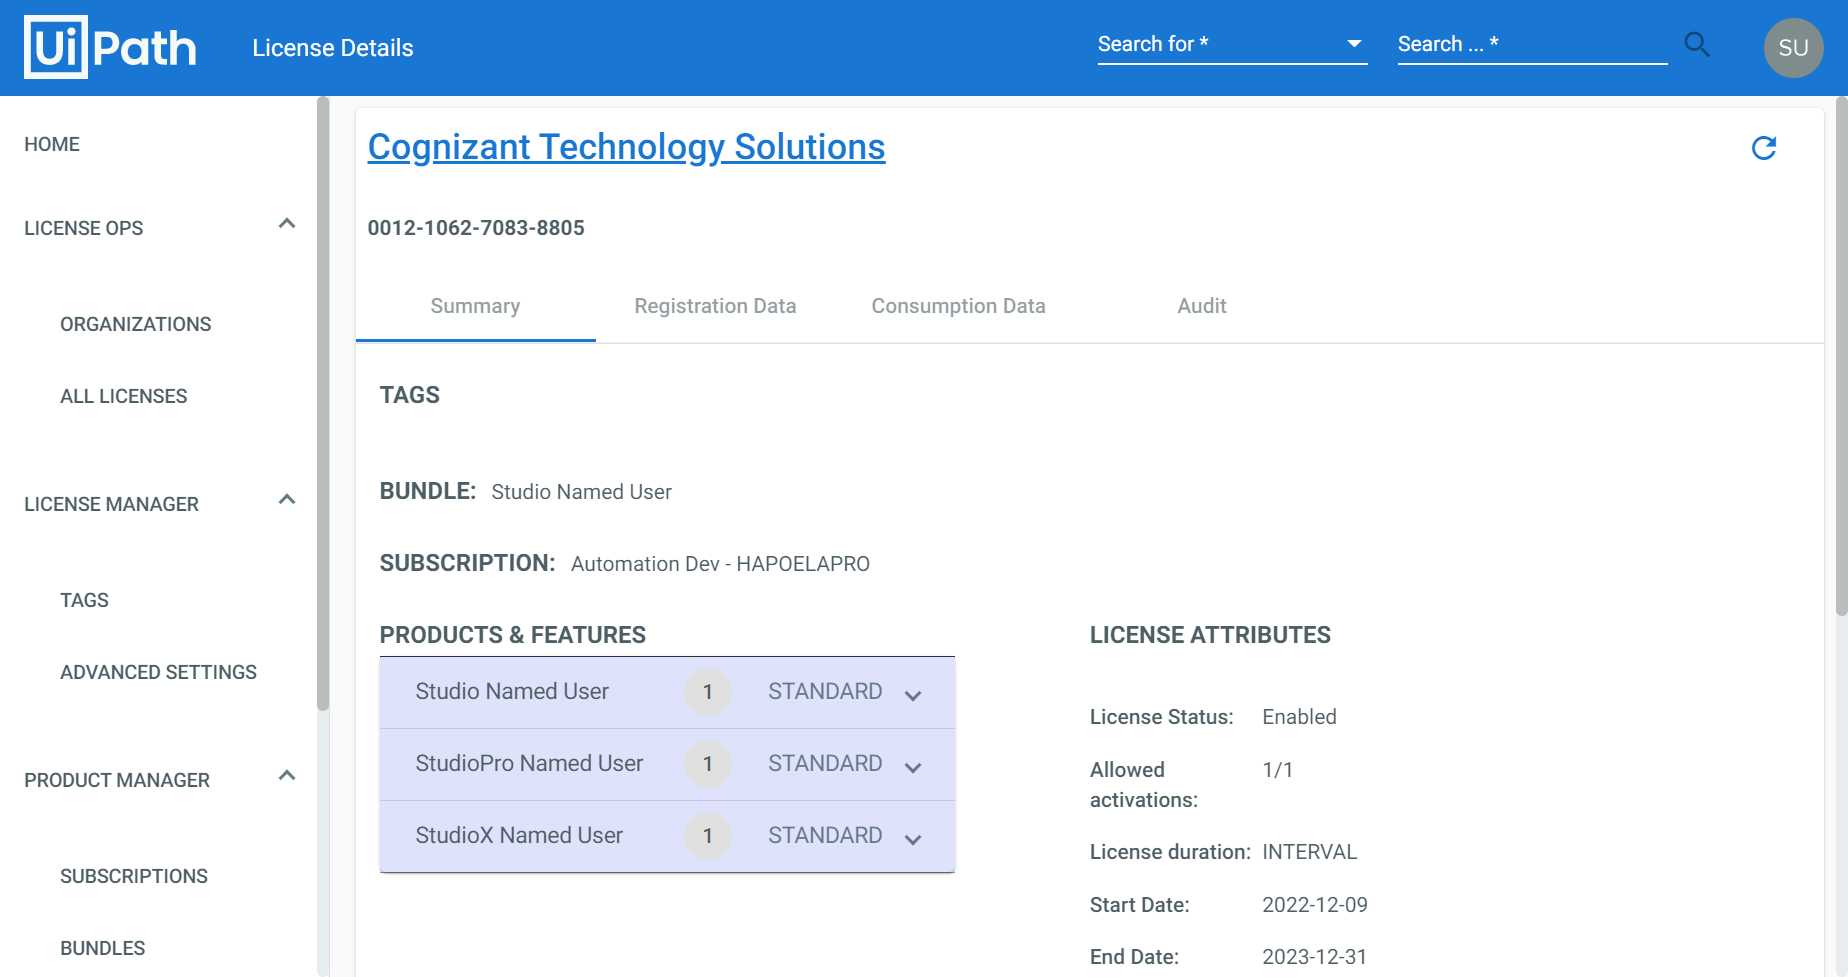 UiPath
License Details
Search for *
Search ... *
SU
HOME
LICENSE OPS
ORGANIZATIONS
ALL LICENSES
LICENSE MANAGER
TAGS
ADVANCED SETTINGS
PRODUCT MANAGER
SUBSCRIPTIONS
BUNDLES
Cognizant Technology Solutions
0012-1062-7083-8805
Summary Registration Data Consumption Data Audit
TAGS
BUNDLE: Studio Named User
SUBSCRIPTION: Automation Dev - HAPOELAPRO
PRODUCTS & FEATURES
Studio Named User 1 STANDARD
StudioPro Named User 1 STANDARD
StudioX Named User 1 STANDARD
LICENSE ATTRIBUTES
License Status: Enabled
Allowed 1/1
activations:
License duration: INTERVAL
Start Date: 2022-12-09
End Date: 2023-12-31